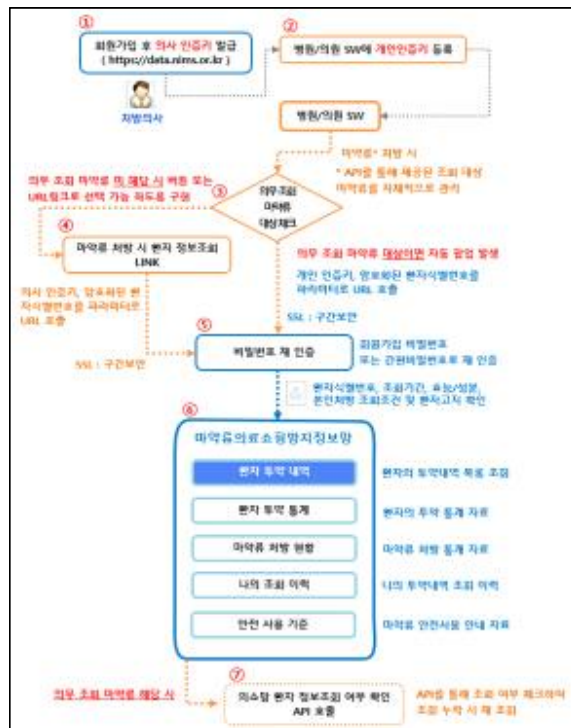 ①
회원가입 후 의사 인증키 발급
( https://data.nims.or.kr )
처방의사
②
병원/의원 SW에 개인인증키 등록
병원/의원 SW
마약류* 처방 시
* API를 통해 제공된 조회 대상
마약류를 자체적으로 관리
의무 조회 마약류 미 해당 시 버튼 또는
URL링크로 선택 가능 하도록 구현
③
의무조회
마약류
대상체크
④
마약류 처방 시 환자 정보조회
LINK
의무 조회 마약류 대상이면 자동 팝업 발생
개인 인증키, 암호화된 환자식별번호를
파라미터로 URL 호출
의사 인증키, 암호화된 환
자식별번호를 파라미터로
URL 호출
SSL : 구간보안
SSL : 구간보안
⑤
비밀번호 재 인증
회원가입 비밀번호
또는 간편비밀번호로 재 인증
환자식별번호, 조회기간, 효능/성분,
본인처방 조회조건 및 환자고지 확인
⑥
마약류의료쇼핑방지정보망
환자 투약 내역
환자의 투약내역 목록 조회
환자 투약 통계
환자의 투약 통계 자료
마약류 처방 현황
마약류 처방 통계 자료
나의 조회 이력
나의 투약내역 조회 이력
안전 사용 기준
마약류 안전사용 안내 자료
의무 조회 마약류 해당 시
⑦
의쇼방 환자 정보조회 여부 확인
API 호출
API를 통해 조회 여부 체크하여
조회 누락 시 재 조회